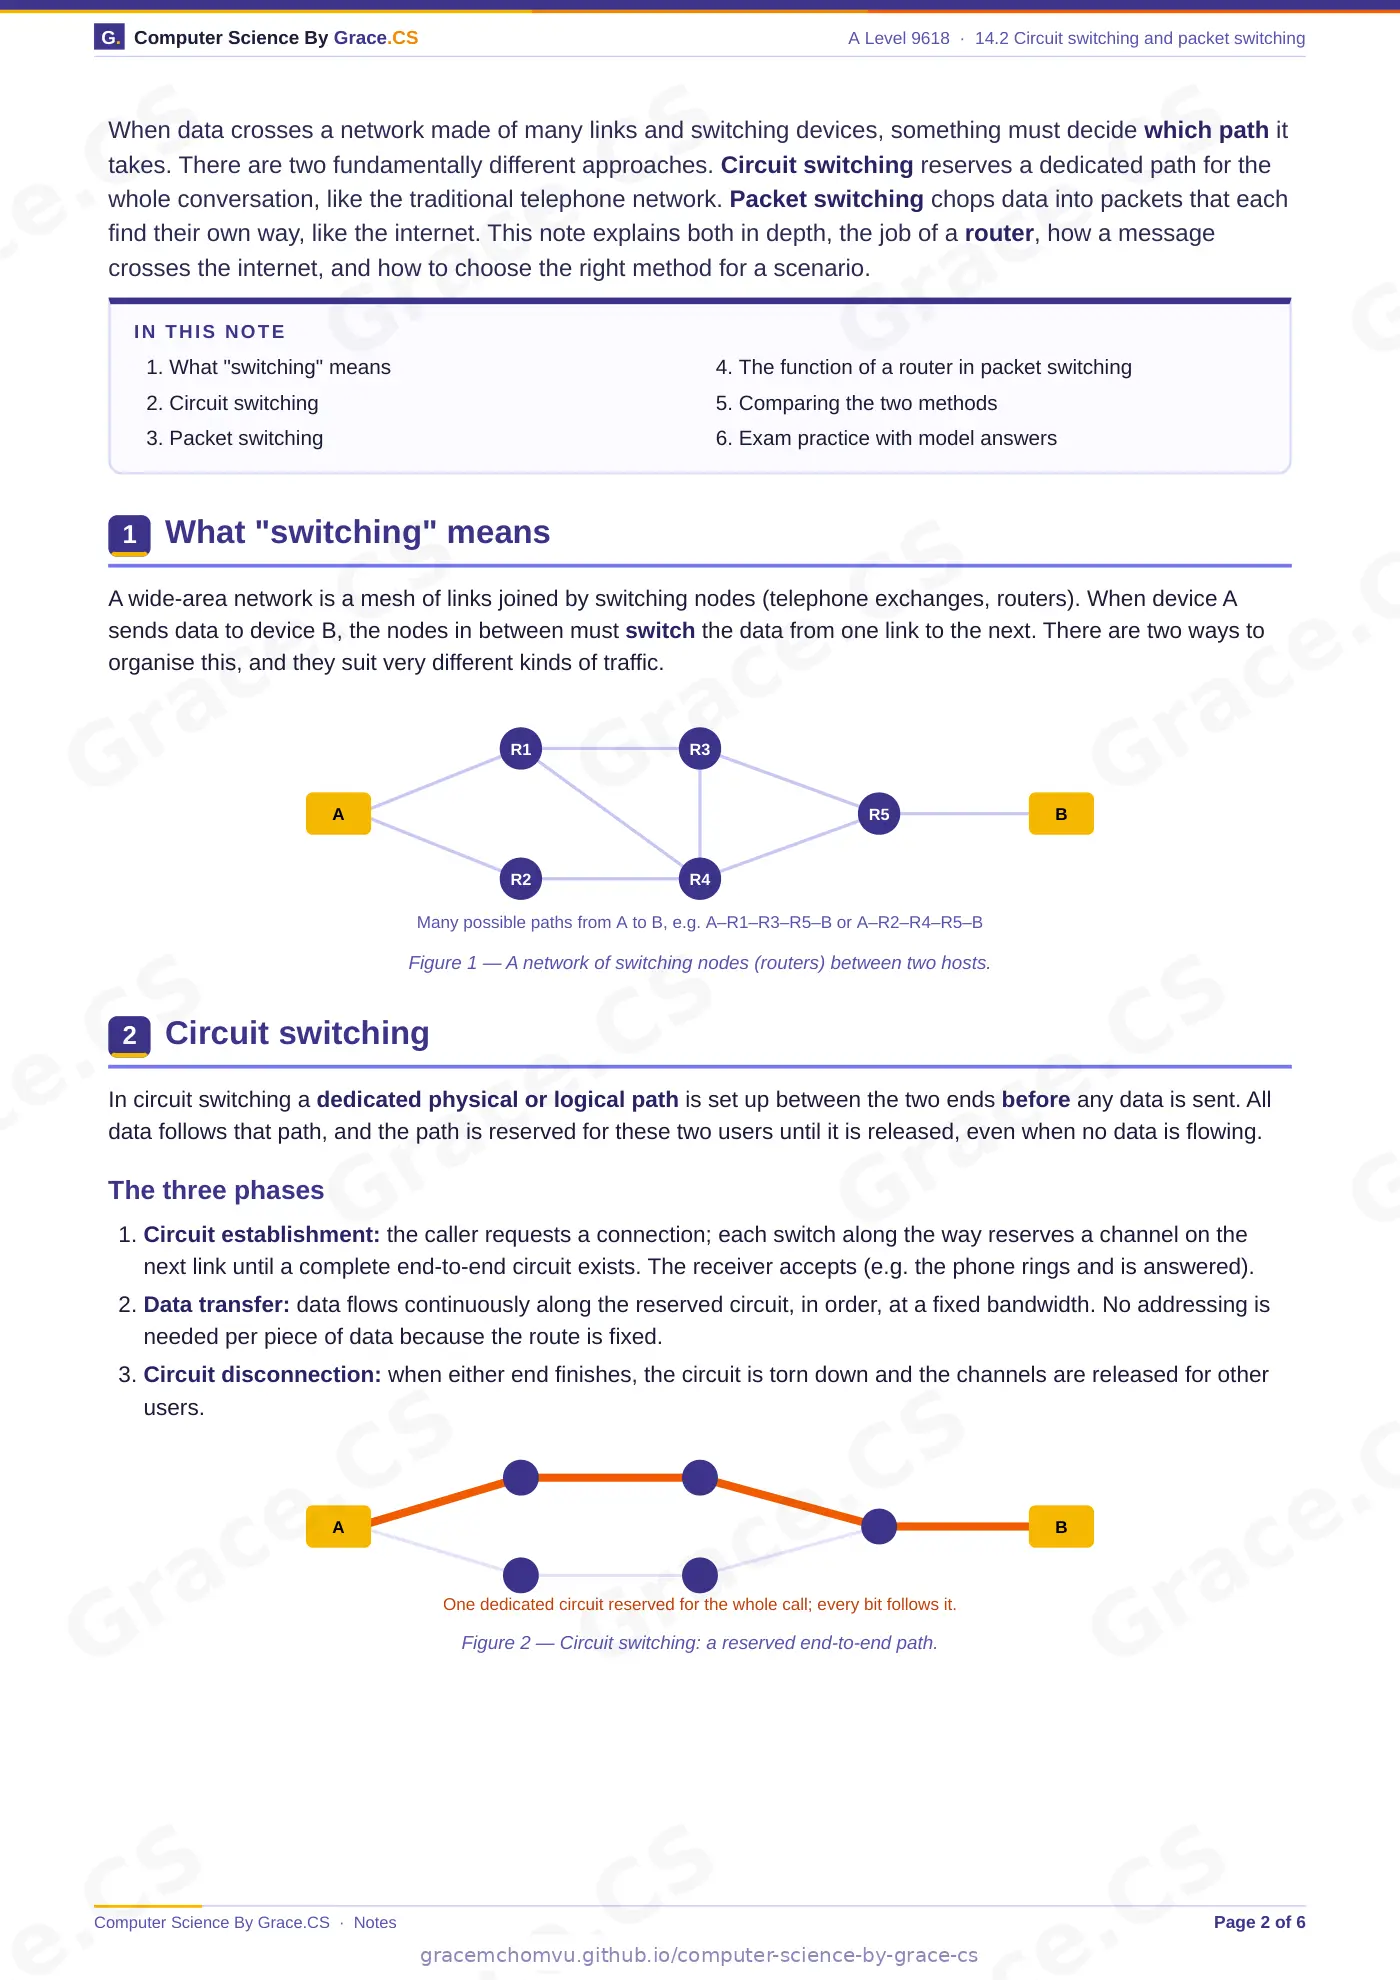 G. Computer Science By Grace.CS
A Level 9618 · 14.2 Circuit switching and packet switching
When data crosses a network made of many links and switching devices, something must decide which path it
takes. There are two fundamentally different approaches. Circuit switching reserves a dedicated path for the
whole conversation, like the traditional telephone network. Packet switching chops data into packets that each
find their own way, like the internet. This note explains both in depth, the job of a router, how a message
crosses the internet, and how to choose the right method for a scenario.
IN THIS NOTE
1. What "switching" means
2. Circuit switching
3. Packet switching
4. The function of a router in packet switching
5. Comparing the two methods
6. Exam practice with model answers
1 What "switching" means
A wide-area network is a mesh of links joined by switching nodes (telephone exchanges, routers). When device A
sends data to device B, the nodes in between must switch the data from one link to the next. There are two ways to
organise this, and they suit very different kinds of traffic.
R1
R3
A
R5
B
R2
R4
Many possible paths from A to B, e.g. A–R1–R3–R5–B or A–R2–R4–R5–B
Figure 1 — A network of switching nodes (routers) between two hosts.
2 Circuit switching
In circuit switching a dedicated physical or logical path is set up between the two ends before any data is sent. All
data follows that path, and the path is reserved for these two users until it is released, even when no data is flowing.
The three phases
1. Circuit establishment: the caller requests a connection; each switch along the way reserves a channel on the
next link until a complete end-to-end circuit exists. The receiver accepts (e.g. the phone rings and is answered).
2. Data transfer: data flows continuously along the reserved circuit, in order, at a fixed bandwidth. No addressing is
needed per piece of data because the route is fixed.
3. Circuit disconnection: when either end finishes, the circuit is torn down and the channels are released for other
users.
A
B
One dedicated circuit reserved for the whole call; every bit follows it.
Figure 2 — Circuit switching: a reserved end-to-end path.
Computer Science By Grace.CS · Notes
Page 2 of 6
gracemchomvu.github.io/computer-science-by-grace-cs